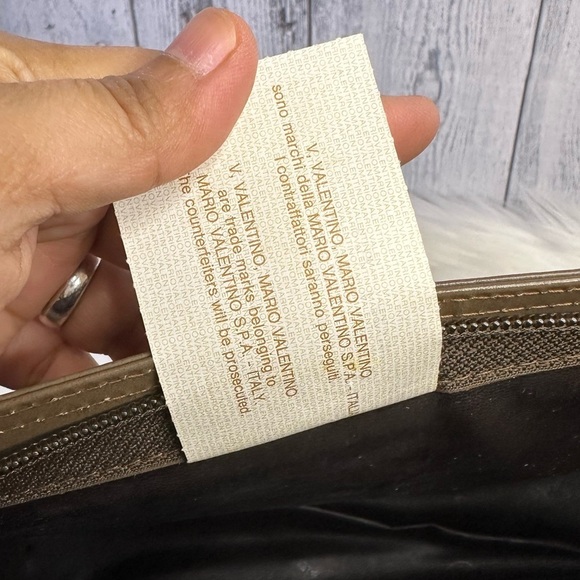 V. VALENTINO, MARIO VALENTINO
sono marchi della MARIO VALENTINO S.P.A. - ITALI
I contraffattori saranno perseguiti
V. VALENTINO, MARIO VALENTINO
are trade marks belonging to
MARIO VALENTINO S.P.A. - ITALY
the counterfeiters will be prosecuted.